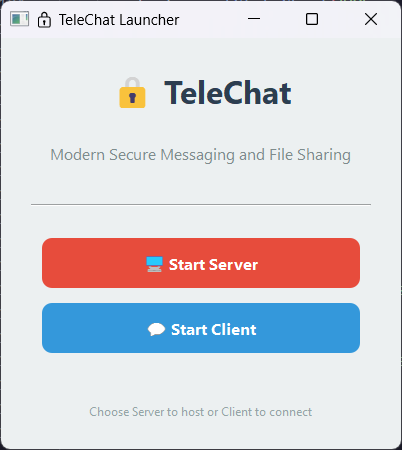 TeleChat Launcher
TeleChat
Modern Secure Messaging and File Sharing
Start Server
Start Client
Choose Server to host or Client to connect